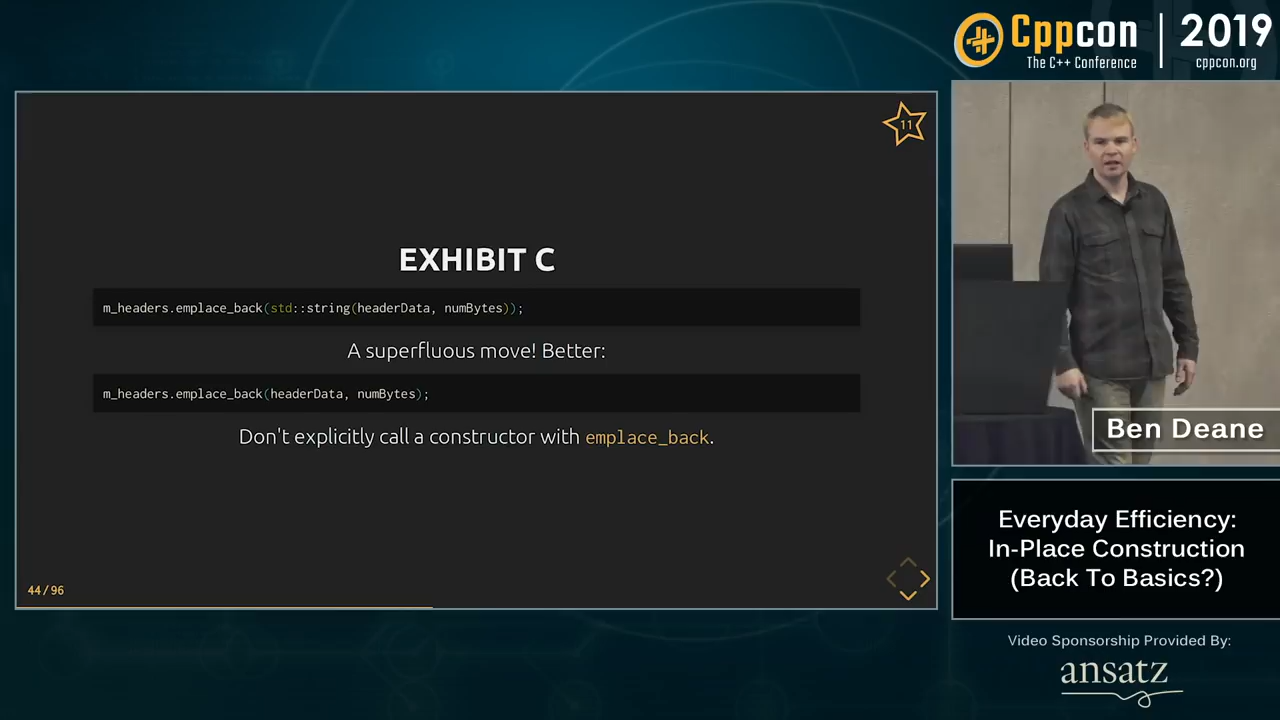 Cppcon | 2019
The C++ Conference
cppcon.org
11
EXHIBIT C
m_headers.emplace_back(std::string(headerData, numBytes));
A superfluous move! Better:
m_headers.emplace_back(headerData, numBytes);
Don't explicitly call a constructor with emplace_back.
44/96
Ben Deane
Everyday Efficiency:
In-Place Construction
(Back To Basics?)
Video Sponsorship Provided By:
ansatz